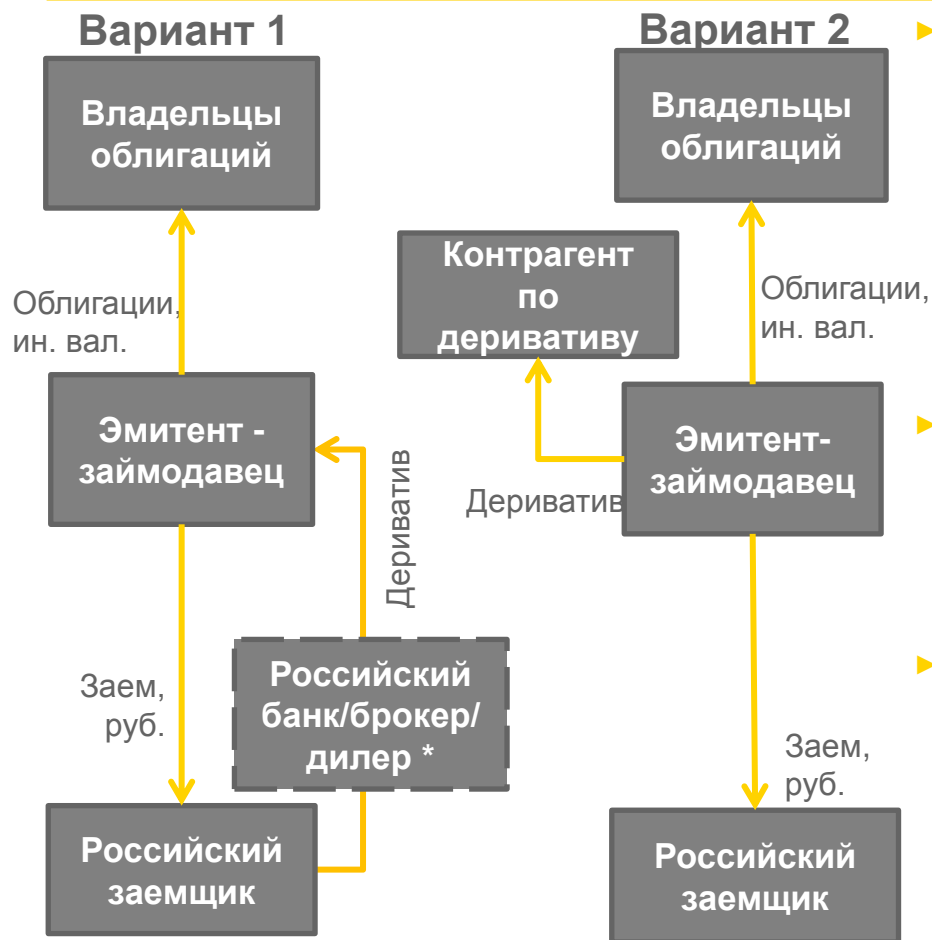 Вариант 1
Владельцы
облигаций
Облигации,
ин. вал.
Эмитент -
займодавец
Дериватив
Заем,
руб.
Российский
банк/брокер/
дилер *
Российский
заемщик
Вариант 2
Владельцы
облигаций
Контрагент
по
деривативу
Облигации,
ин. вал.
Эмитент-
займодавец
Дериватив
Заем,
руб.
Российский
заемщик